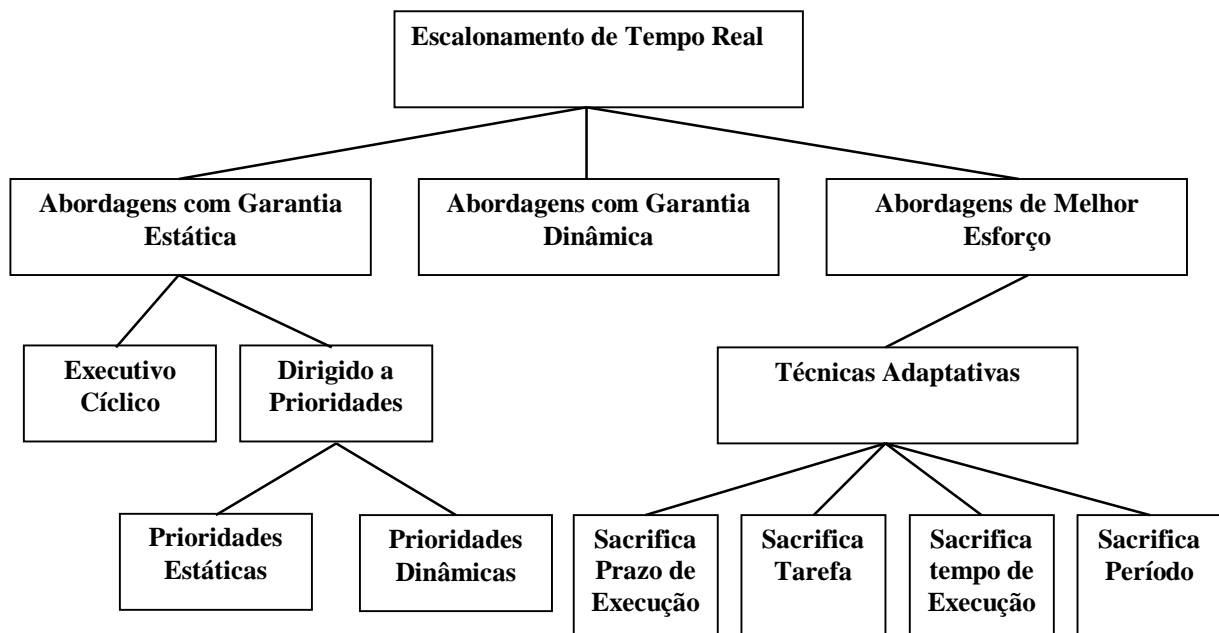 Escalonamento de Tempo Real
Abordagens com Garantia
Estática
Abordagens com Garantia
Dinâmica
Abordagens de Melhor
Esforço
Executivo
Cíclico
Dirigido a
Prioridades
Técnicas Adaptativas
Prioridades
Estáticas
Prioridades
Dinâmicas
Sacrifica
Prazo de
Execução
Sacrifica
Tarefa
Sacrifica
tempo de
Execução
Sacrifica
Período